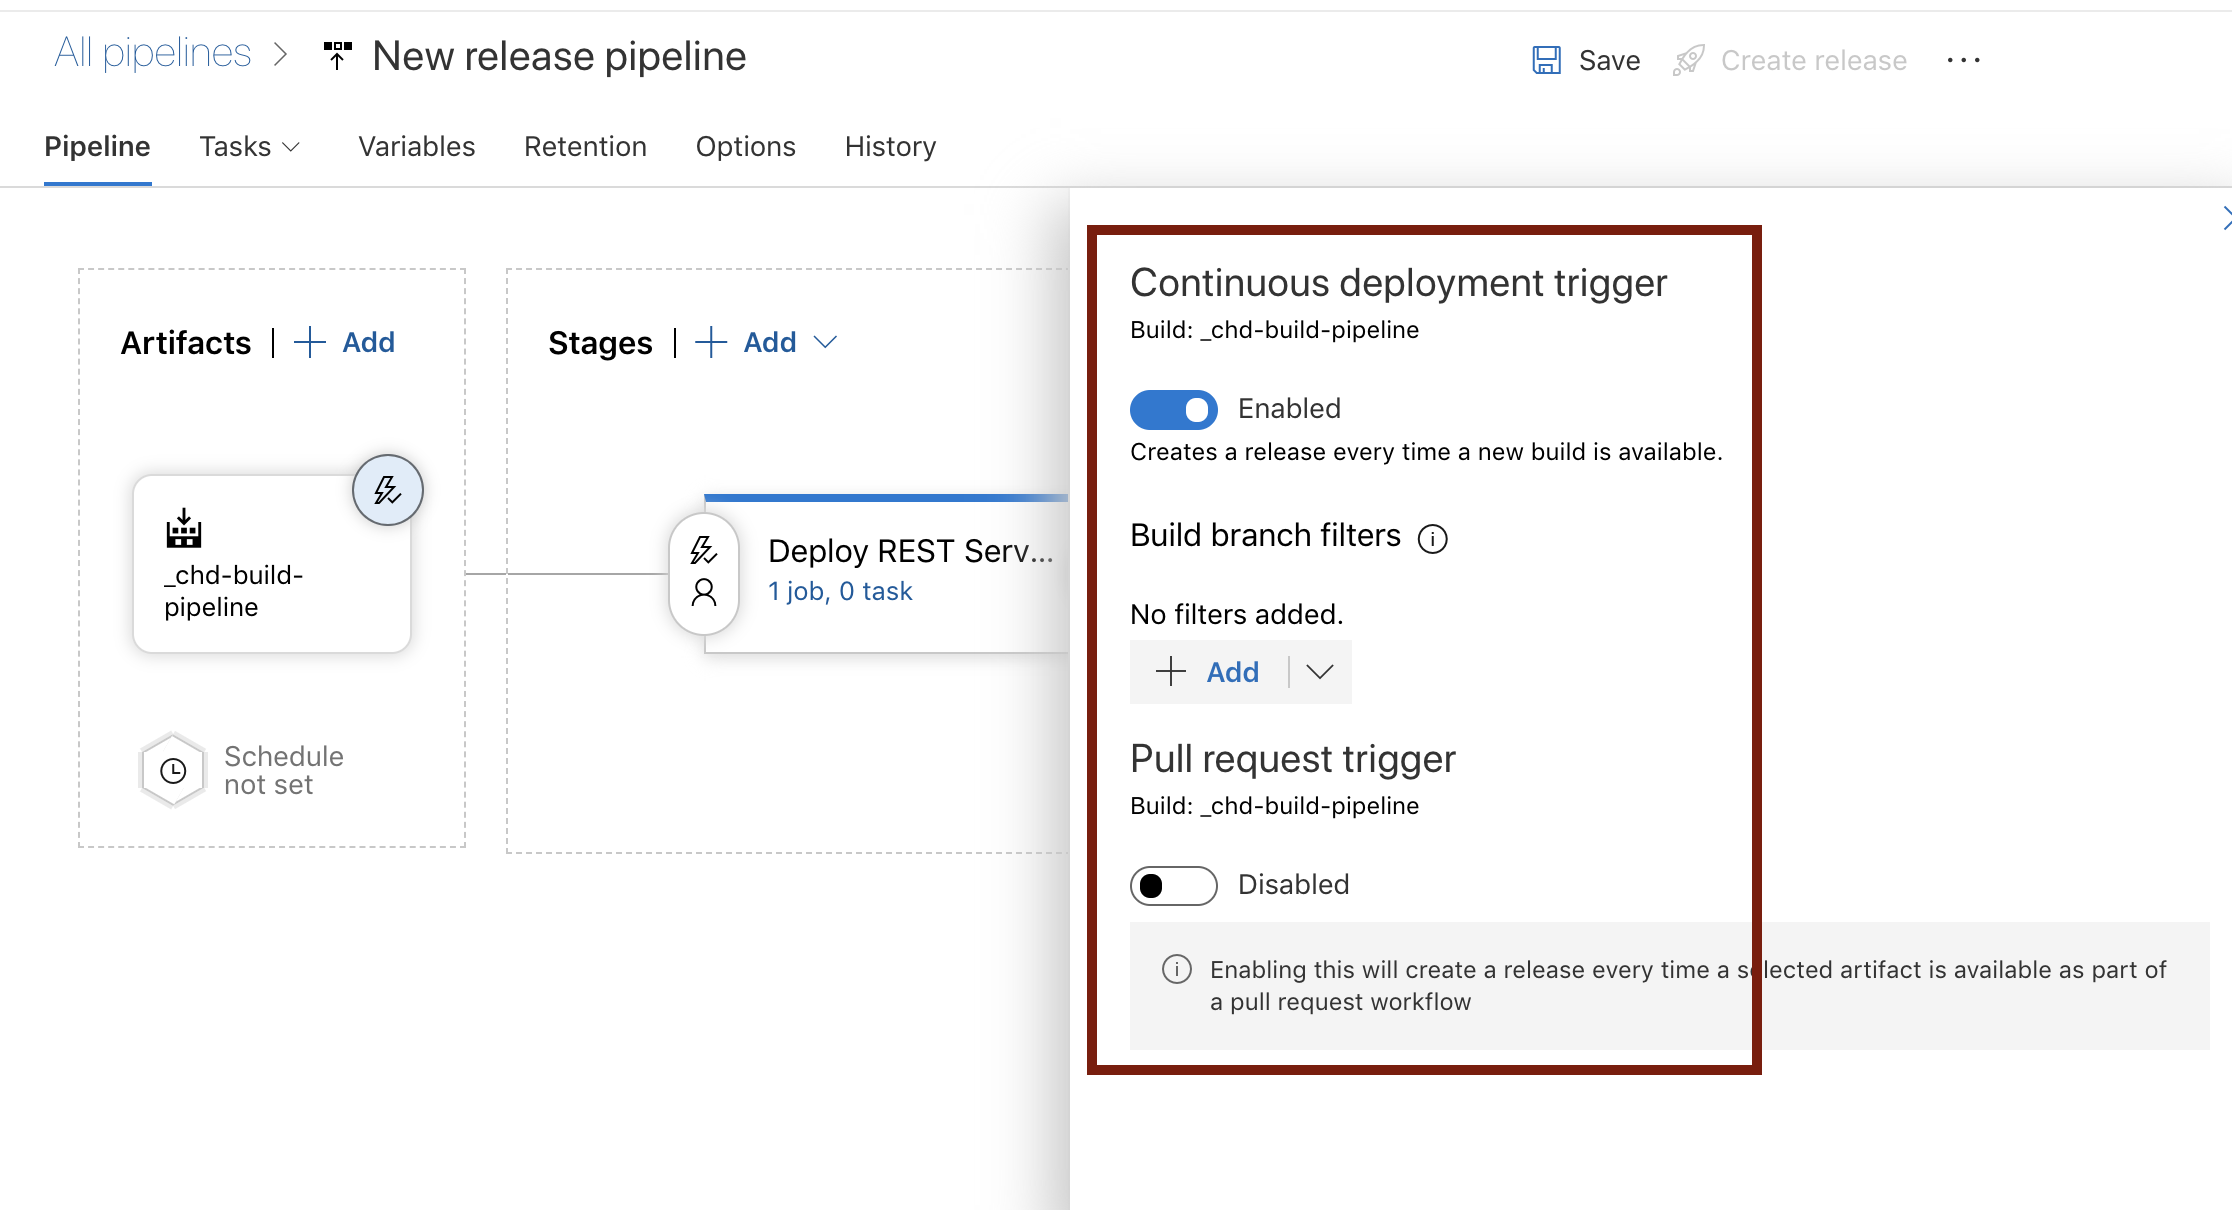 All pipelines > New release pipeline
Save Create release ...
Pipeline Tasks Variables Retention Options History
Artifacts | + Add
Stages | + Add
_chd-build-
pipeline
Schedule
not set
Deploy REST Serv...
1 job, 0 task
Continuous deployment trigger
Build: _chd-build-pipeline
Enabled
Creates a release every time a new build is available.
Build branch filters
No filters added.
+ Add
Pull request trigger
Build: _chd-build-pipeline
Disabled
Enabling this will create a release every time a selected artifact is available as part of
a pull request workflow